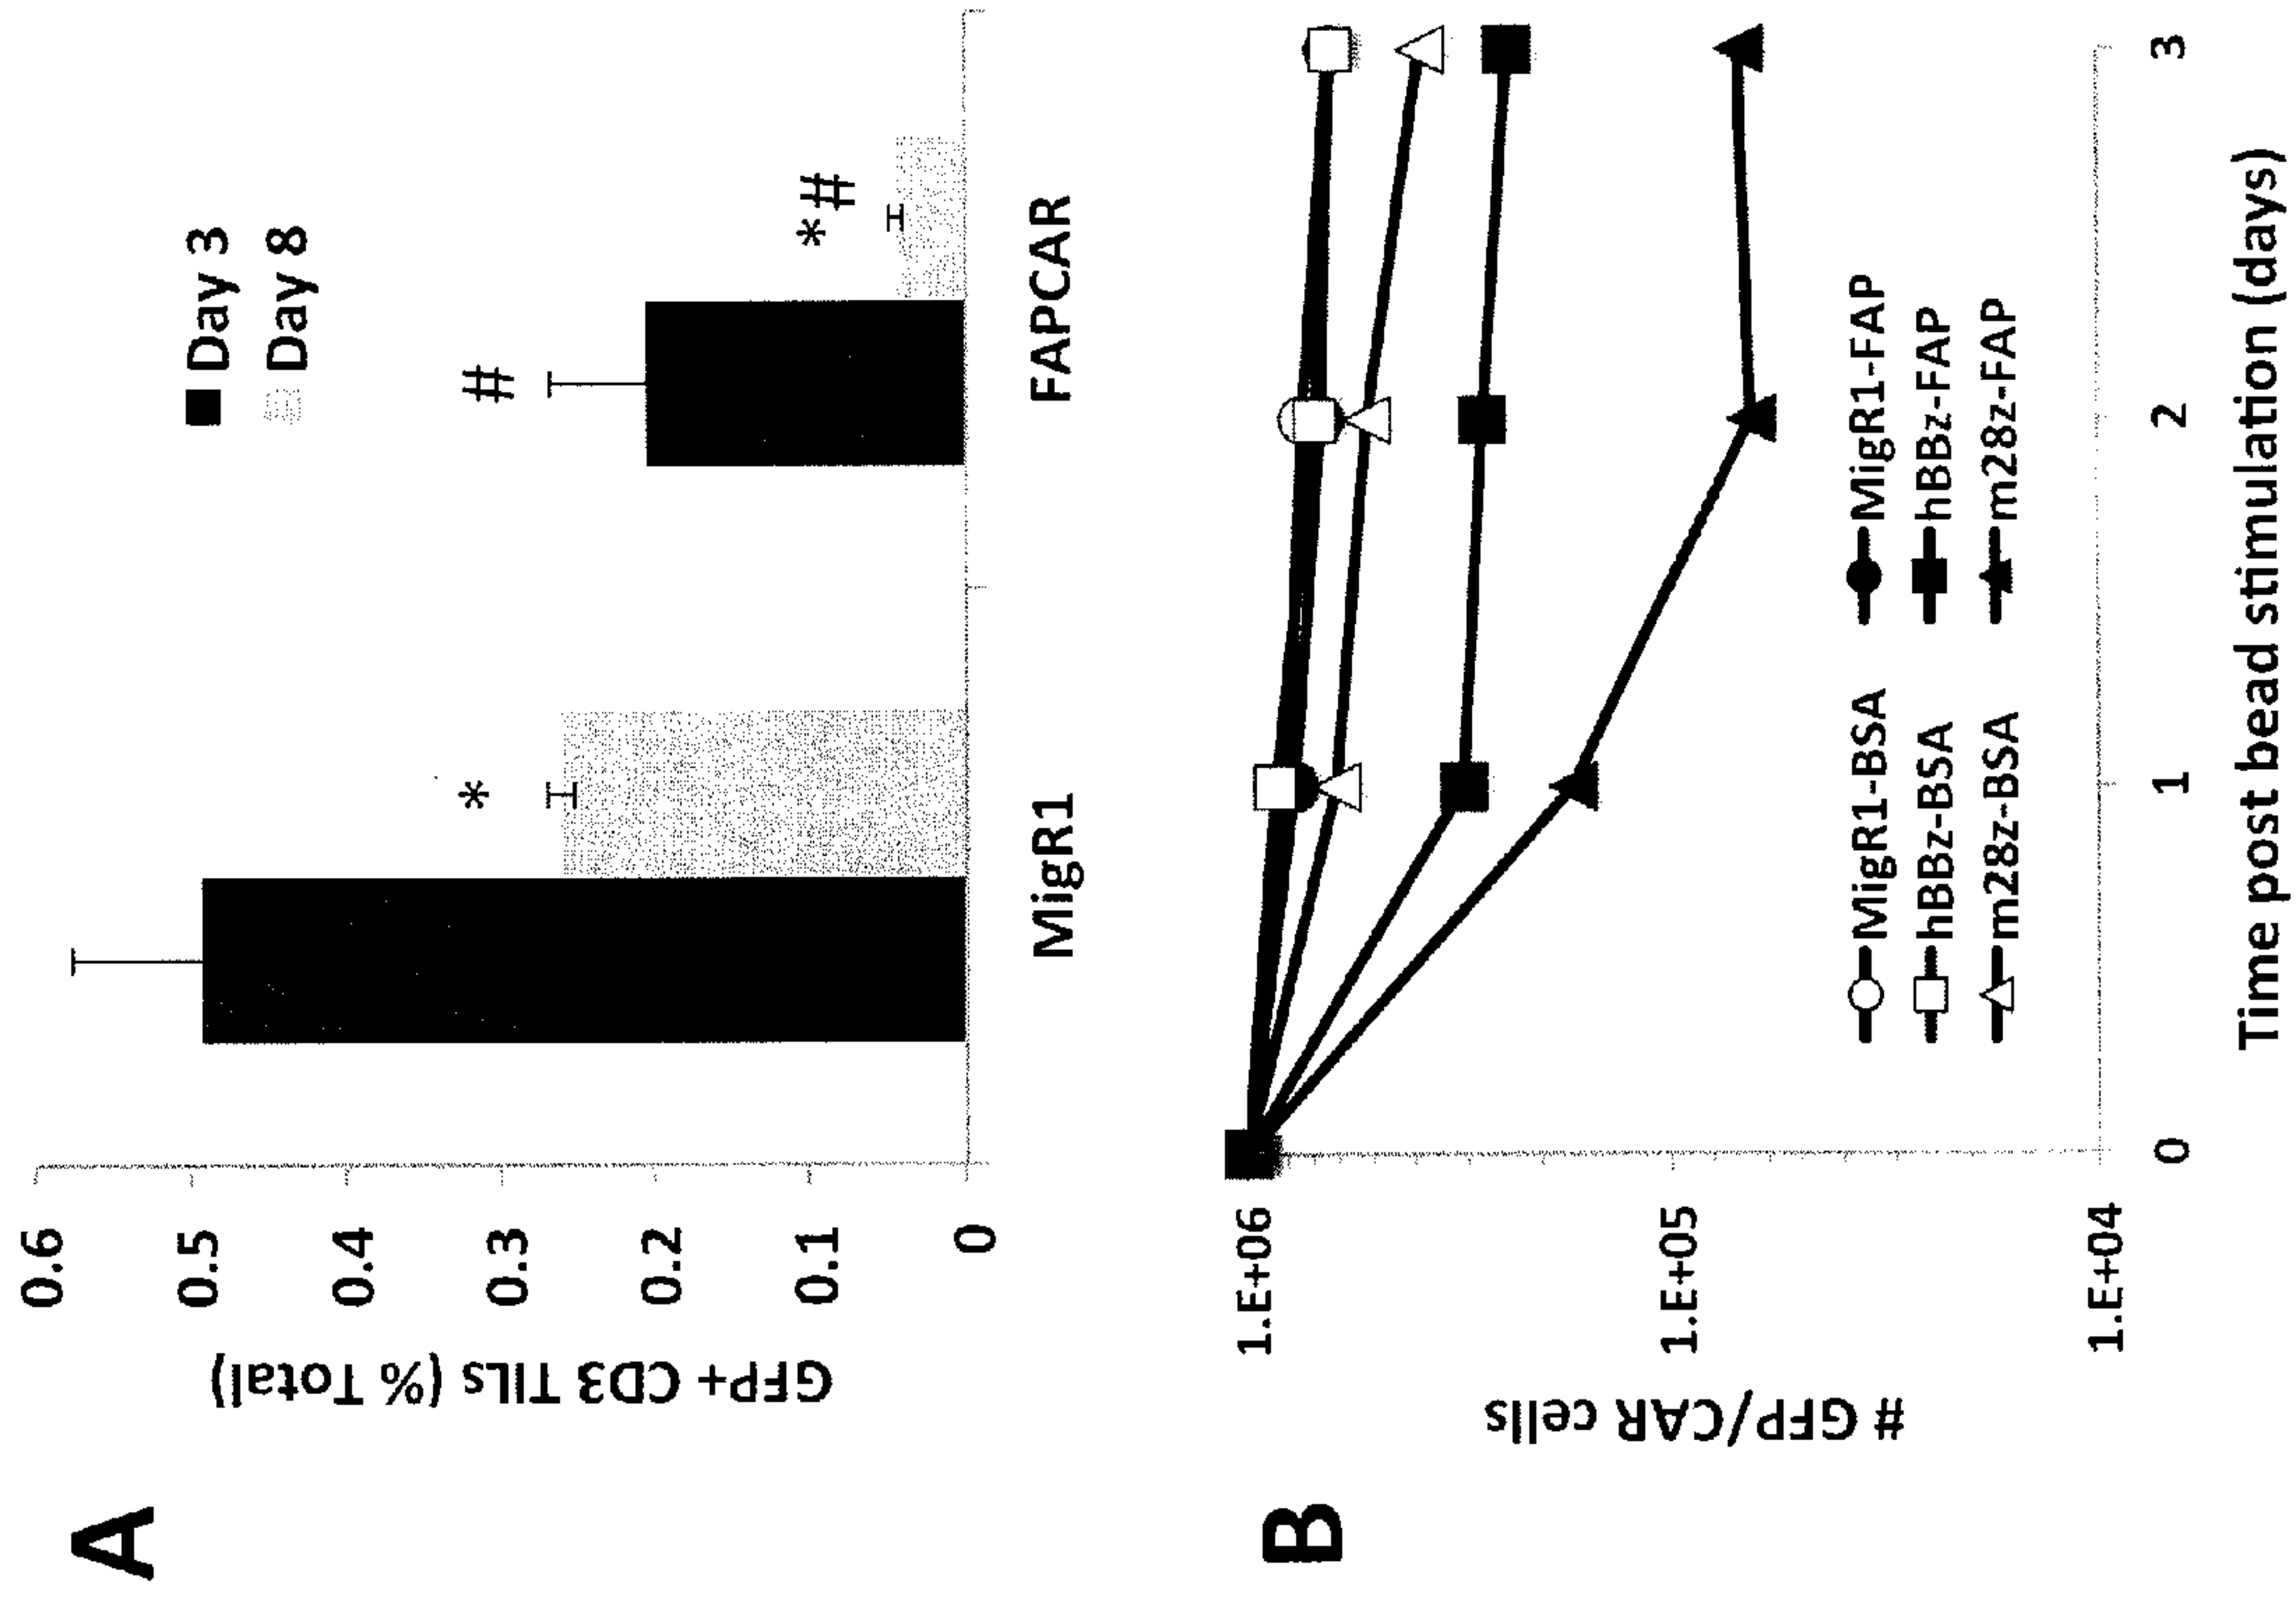 A
GFP+ CD3 TILs (% Total)
0.6
0.5
0.4
0.3
0.2
0.1
0
Day 3
Day 8
*
#
*#
MigR1
FAPCAR
B
# GFP/CAR cells
1.E+06
1.E+05
1.E+04
MigR1-BSA
MigR1-FAP
hBBz-BSA
hBBz-FAP
m28z-BSA
m28z-FAP
0
1
2
3
Time post bead stimulation (days)